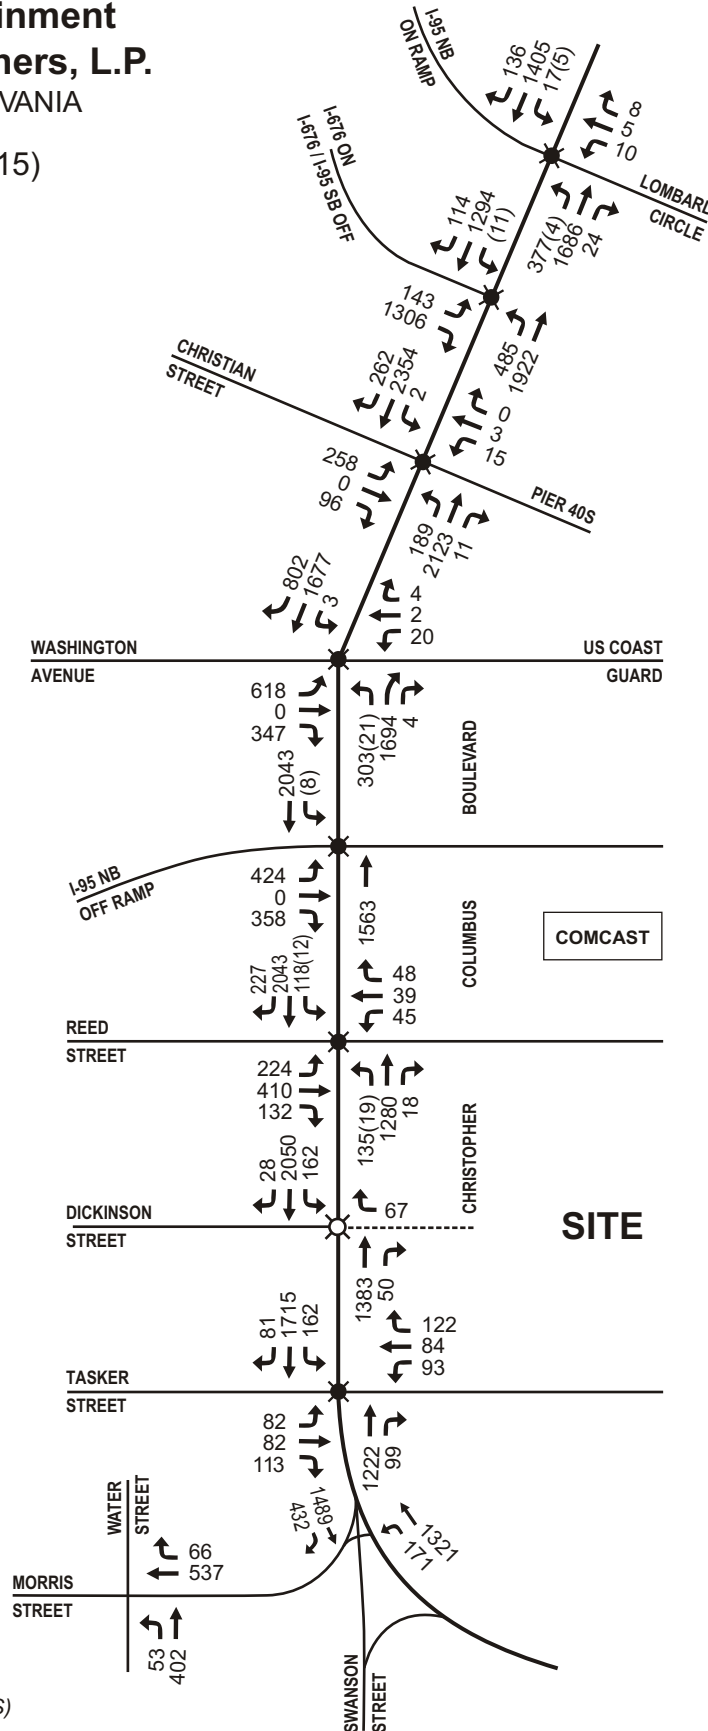 inment
ners, L.P.
VANIA
15)
I-95 NB
ON RAMP
136
1405
17(5)
8
5
10
LOMBARD
CIRCLE
I-676 ON
I-676 / I-95 SB OFF
114
1294
(11)
377(4)
1686
24
143
1306
485
1922
CHRISTIAN
STREET
262
2354
2
0
3
15
258
0
96
PIER 40S
189
2123
11
802
1677
3
4
2
20
WASHINGTON
AVENUE
US COAST
GUARD
618
0
347
303(21)
1694
4
BOULEVARD
2043
(8)
I-95 NB
OFF RAMP
424
0
358
1563
COLUMBUS
COMCAST
227
2043
118(12)
48
39
45
REED
STREET
224
410
132
135(19)
1280
18
CHRISTOPHER
28
2050
162
67
DICKINSON
STREET
SITE
1383
50
81
1715
162
122
84
93
TASKER
STREET
82
82
113
1222
99
WATER
STREET
432
1489
1321
171
66
537
MORRIS
STREET
53
402
SWANSON
STREET
S)